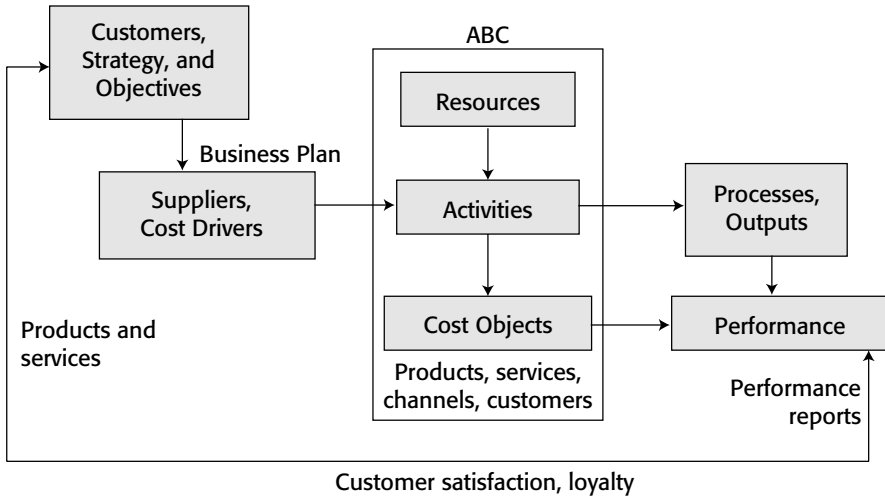 Customers,
Strategy, and
Objectives
ABC
Resources
Business Plan
Suppliers,
Cost Drivers
Activities
Processes,
Outputs
Cost Objects
Performance
Products and
services
Products, services,
channels, customers
Performance
reports
Customer satisfaction, loyalty